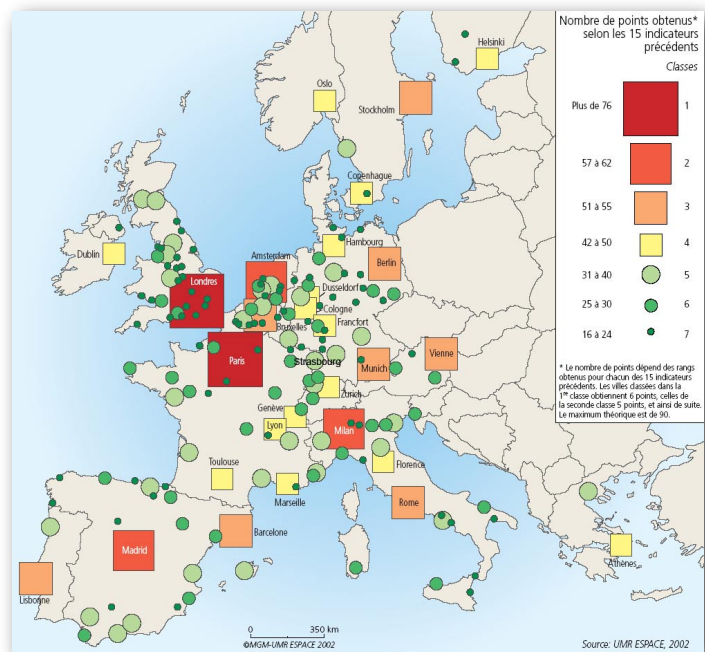 Nombre de points obtenus*
selon les 15 indicateurs
précédents
Classes
Plus de 76
1
57 à 62
2
51 à 55
3
42 à 50
4
31 à 40
5
25 à 30
6
16 à 24
7
* Le nombre de points dépend des rangs
obtenus pour chacun des 15 indicateurs
précédents. Les villes classées dans la
1re classe obtiennent 6 points, celles de
la seconde classe 5 points, et ainsi de suite.
Le maximum théorique est de 90.
Helsinki
Oslo
Stockholm
Copenhague
Dublin
Hambourg
Amsterdam
Berlin
Londres
Dusseldorf
Cologne
Bruxelles
Francfort
Paris
Strasbourg
Munich
Vienne
Zurich
Genève
Lyon
Milan
Toulouse
Florence
Marseille
Rome
Barcelone
Madrid
Athènes
Lisbonne
0
350 km
©MGM-UMR ESPACE, 2002
Source: UMR ESPACE, 2002